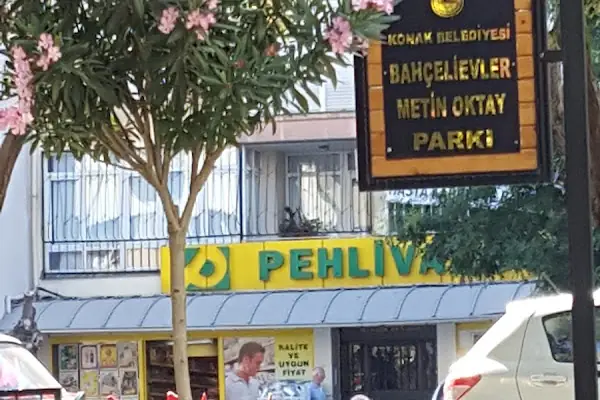 KONAK BELEDİYESİ
BAHÇELİEVLER
METİN OKTAY
PARKI
PEHLİVA
KALİTE
VE
UYGUN
FİYAT